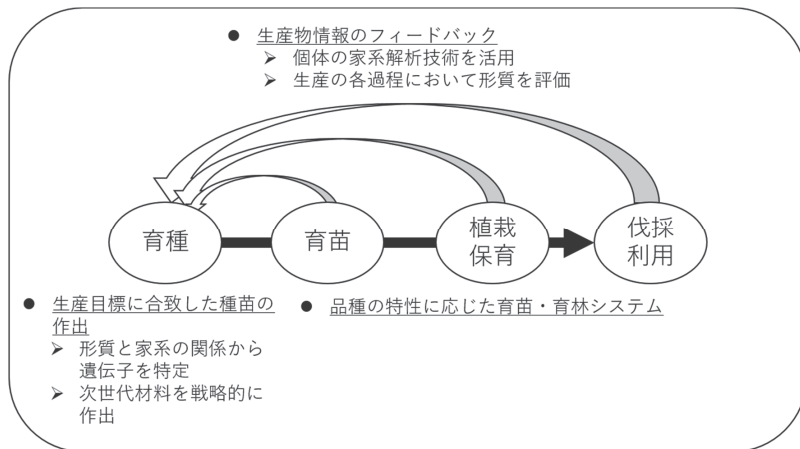 ● 生産物情報のフィードバック
➢ 個体の家系解析技術を活用
➢ 生産の各過程において形質を評価
育種
育苗
植栽
保育
伐採
利用
● 生産目標に合致した種苗の
作出
➢ 形質と家系の関係から
遺伝子を特定
➢ 次世代材料を戦略的に
作出
● 品種の特性に応じた育苗・育林システム